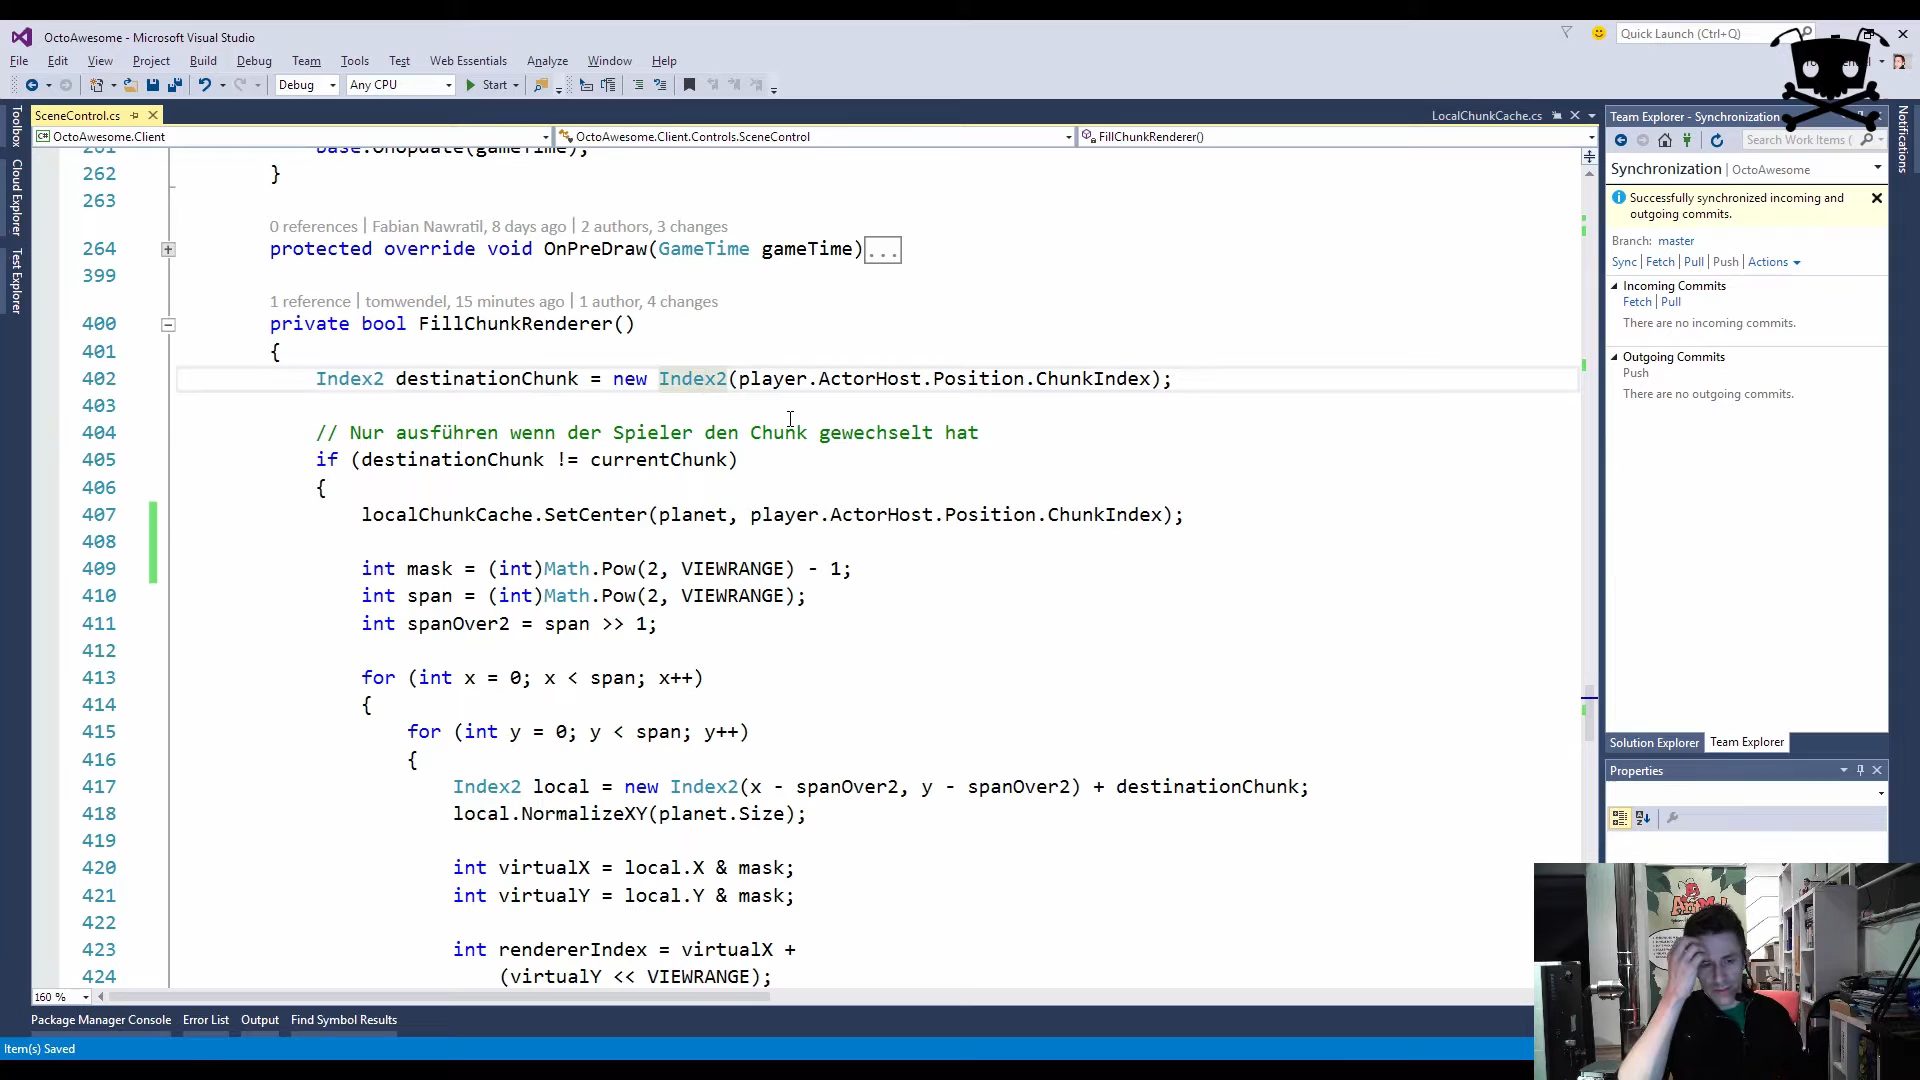 OctoAwesome - Microsoft Visual Studio
Quick Launch (Ctrl+Q)
File Edit View Project Build Debug Team Tools Test Web Essentials Analyze Window Help
Debug Any CPU Start
SceneControl.cs
LocalChunkCache.cs
OctoAwesome.Client
OctoAwesome.Client.Controls.SceneControl
FillChunkRenderer()
Toolbox
Cloud Explorer
Test Explorer
261 base.OnUpdate(gameTime);
262 }
263
0 references | Fabian Nawratil, 8 days ago | 2 authors, 3 changes
264 protected override void OnPreDraw(GameTime gameTime)...
399
1 reference | tomwendel, 15 minutes ago | 1 author, 4 changes
400 private bool FillChunkRenderer()
401 {
402 Index2 destinationChunk = new Index2(player.ActorHost.Position.ChunkIndex);
403
404 // Nur ausführen wenn der Spieler den Chunk gewechselt hat
405 if (destinationChunk != currentChunk)
406 {
407 localChunkCache.SetCenter(planet, player.ActorHost.Position.ChunkIndex);
408
409 int mask = (int)Math.Pow(2, VIEWRANGE) - 1;
410 int span = (int)Math.Pow(2, VIEWRANGE);
411 int spanOver2 = span >> 1;
412
413 for (int x = 0; x < span; x++)
414 {
415 for (int y = 0; y < span; y++)
416 {
417 Index2 local = new Index2(x - spanOver2, y - spanOver2) + destinationChunk;
418 local.NormalizeXY(planet.Size);
419
420 int virtualX = local.X & mask;
421 int virtualY = local.Y & mask;
422
423 int rendererIndex = virtualX +
424 (virtualY << VIEWRANGE);
160 %
Package Manager Console Error List Output Find Symbol Results
Item(s) Saved
Team Explorer - Synchronization
Search Work Items (
Synchronization | OctoAwesome
Successfully synchronized incoming and
outgoing commits.
Branch: master
Sync | Fetch | Pull | Push | Actions
Incoming Commits
Fetch | Pull
There are no incoming commits.
Outgoing Commits
Push
There are no outgoing commits.
Solution Explorer Team Explorer
Properties
Notifications